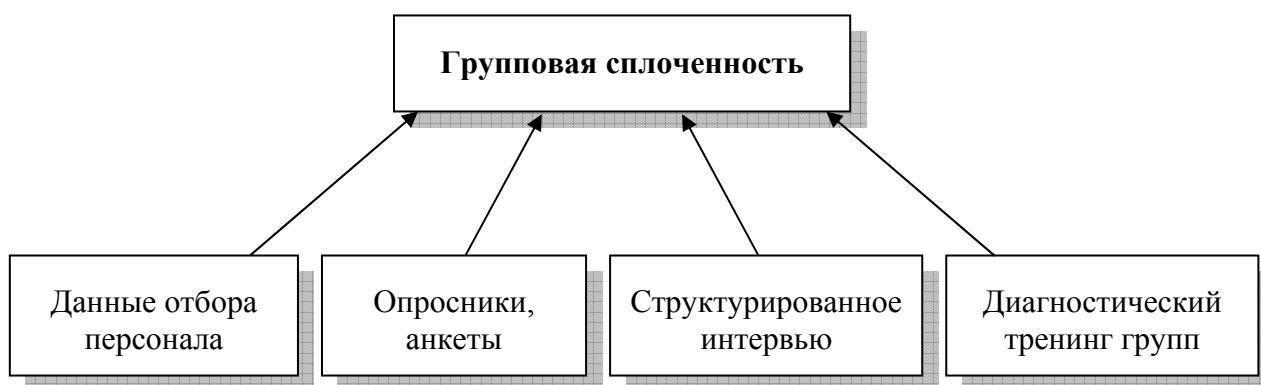 Групповая сплоченность
Данные отбора
персонала
Опросники,
анкеты
Структурированное
интервью
Диагностический
тренинг групп